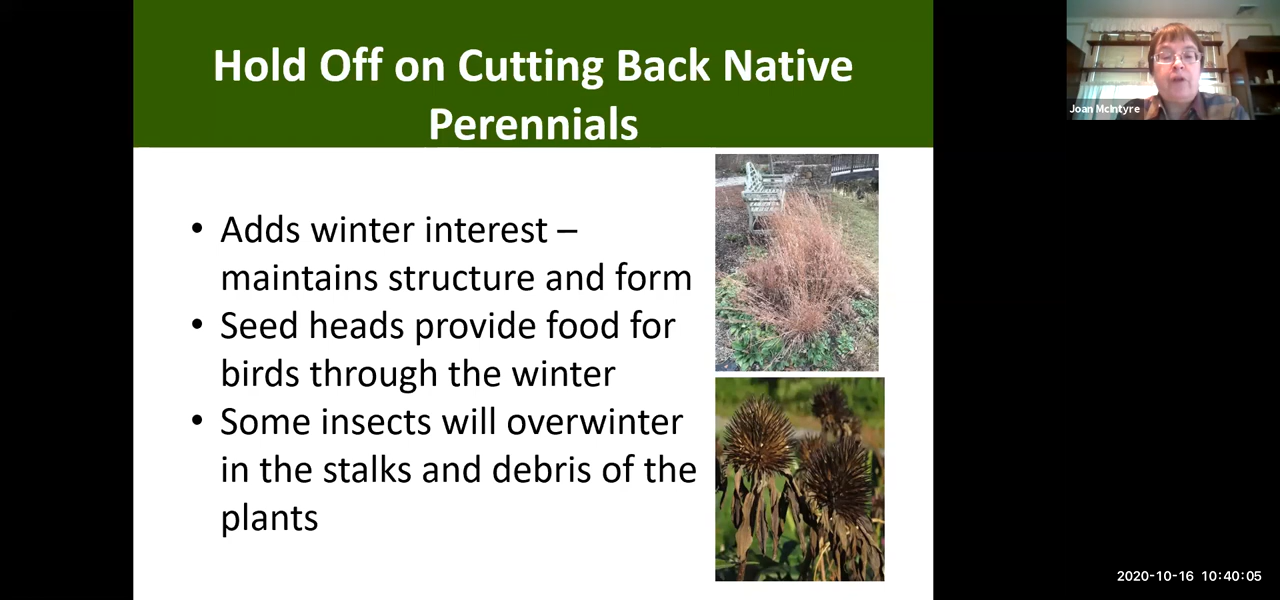 Hold Off on Cutting Back Native
Perennials
Joan McIntyre
• Adds winter interest –
maintains structure and form
• Seed heads provide food for
birds through the winter
• Some insects will overwinter
in the stalks and debris of the
plants
2020-10-16 10:40:05